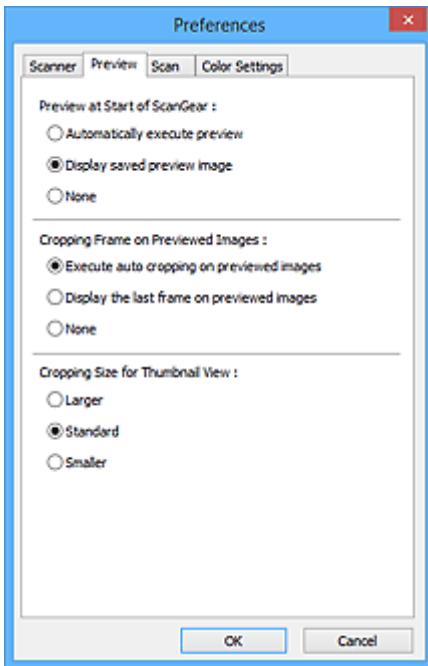 Preferences
Scanner Preview Scan Color Settings
Preview at Start of ScanGear :
Automatically execute preview
Display saved preview image
None
Cropping Frame on Previewed Images :
Execute auto cropping on previewed images
Display the last frame on previewed images
None
Cropping Size for Thumbnail View :
Larger
Standard
Smaller
OK Cancel